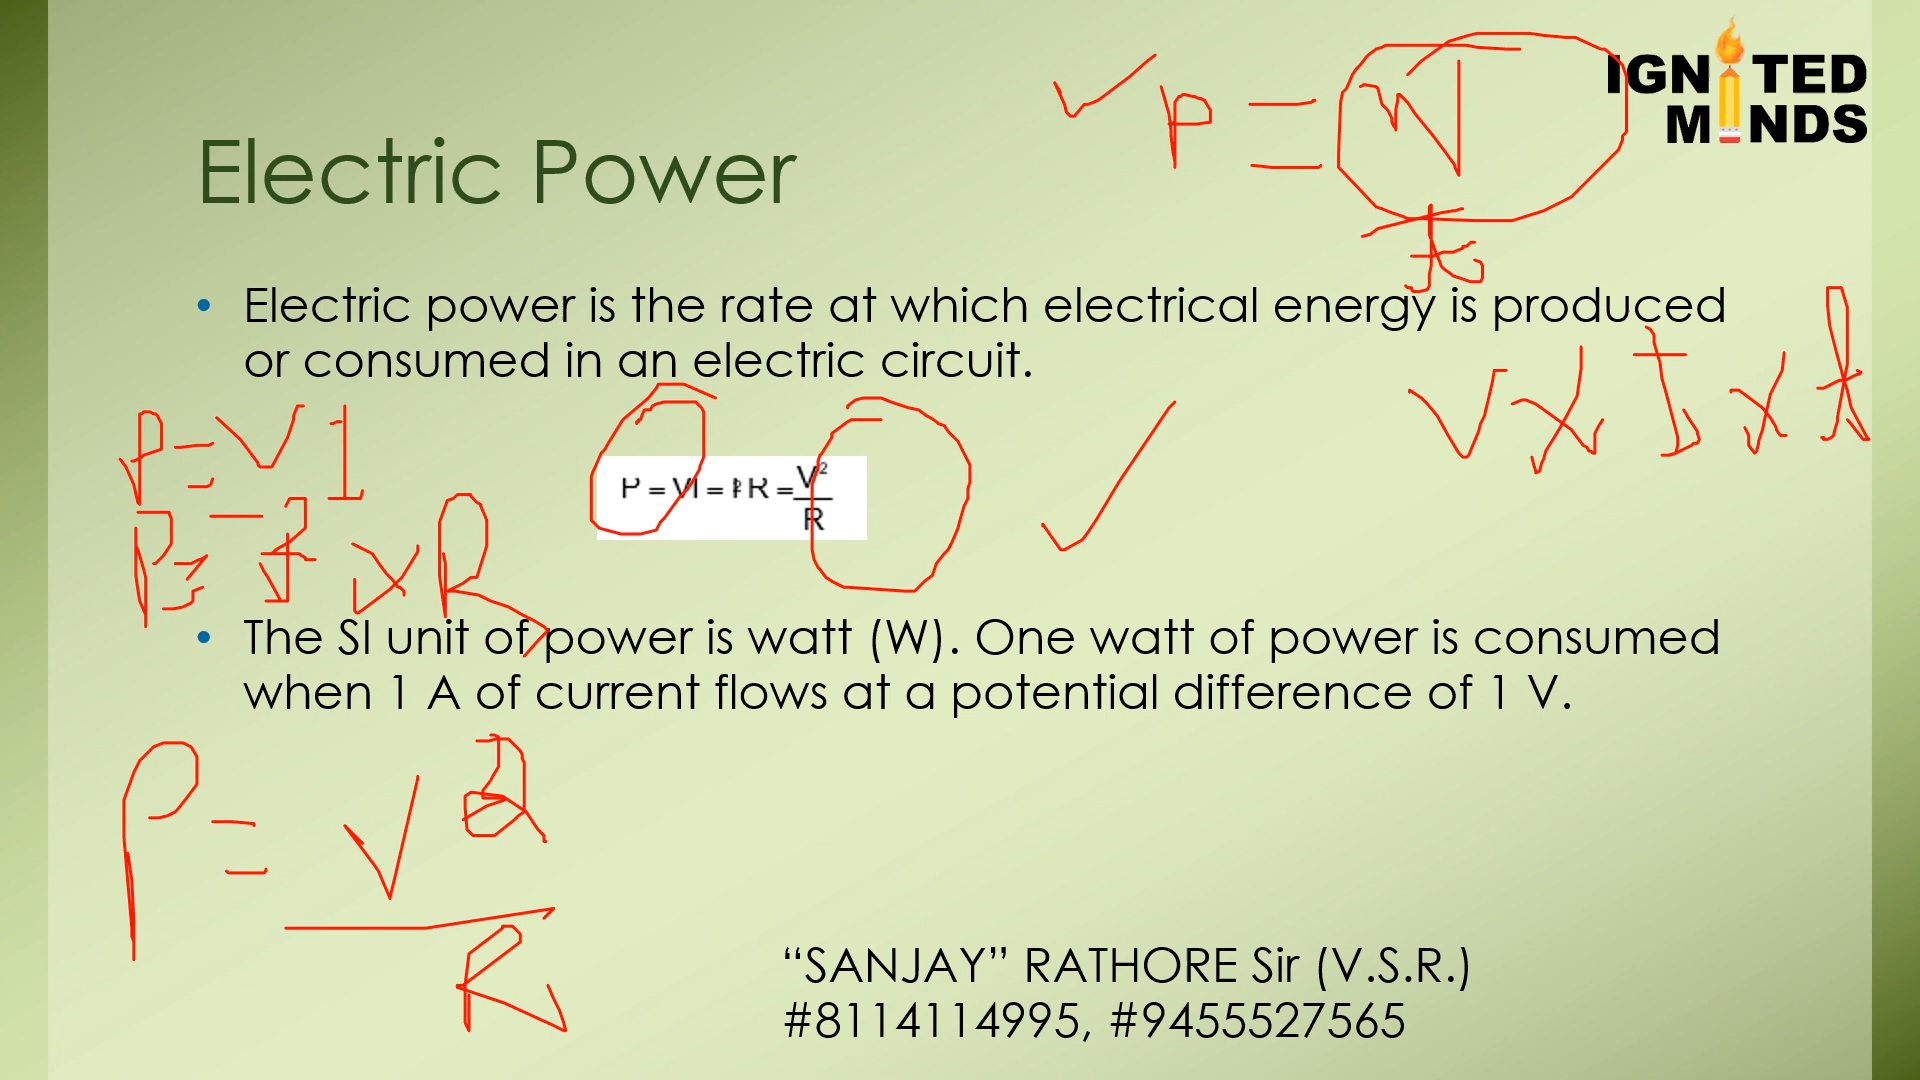 IGNITED
MINDS
P = W
t
Electric Power
Electric power is the rate at which electrical energy is produced
or consumed in an electric circuit.
V x I x t
P = VI
P = VI = I²R = V²
R
P = I² x R
The SI unit of power is watt (W). One watt of power is consumed
when 1 A of current flows at a potential difference of 1 V.
P = V²
R
“SANJAY” RATHORE Sir (V.S.R.)
#8114114995, #9455527565